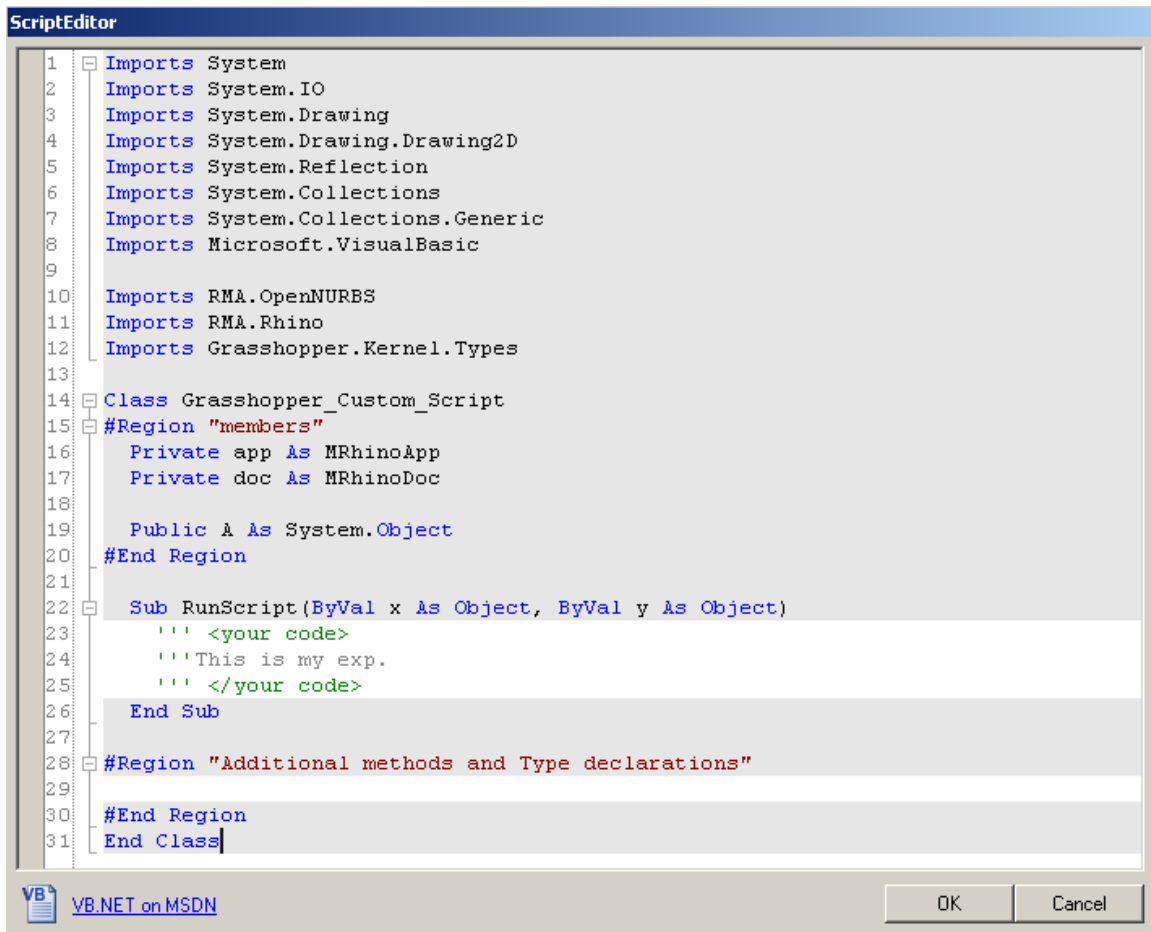 ScriptEditor
1 Imports System
2 Imports System.IO
3 Imports System.Drawing
4 Imports System.Drawing.Drawing2D
5 Imports System.Reflection
6 Imports System.Collections
7 Imports System.Collections.Generic
8 Imports Microsoft.VisualBasic
9
10 Imports RMA.OpenNURBS
11 Imports RMA.Rhino
12 Imports Grasshopper.Kernel.Types
13
14 Class Grasshopper_Custom_Script
15 #Region "members"
16 Private app As MRhinoApp
17 Private doc As MRhinoDoc
18
19 Public A As System.Object
20 #End Region
21
22 Sub RunScript(ByVal x As Object, ByVal y As Object)
23 ''' <your code>
24 '''This is my exp.
25 ''' </your code>
26 End Sub
27
28 #Region "Additional methods and Type declarations"
29
30 #End Region
31 End Class
VB VB.NET on MSDN OK Cancel